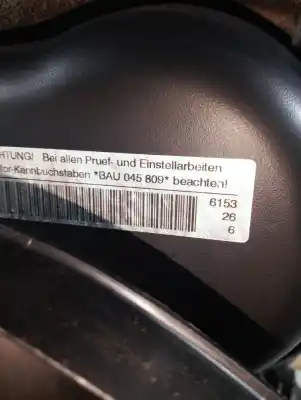 HTUNG! Bei allen Pruef- und Einstellarbeiten
tor-Kennbuchstaben *BAU 045 809* beachten!
6153
26
6